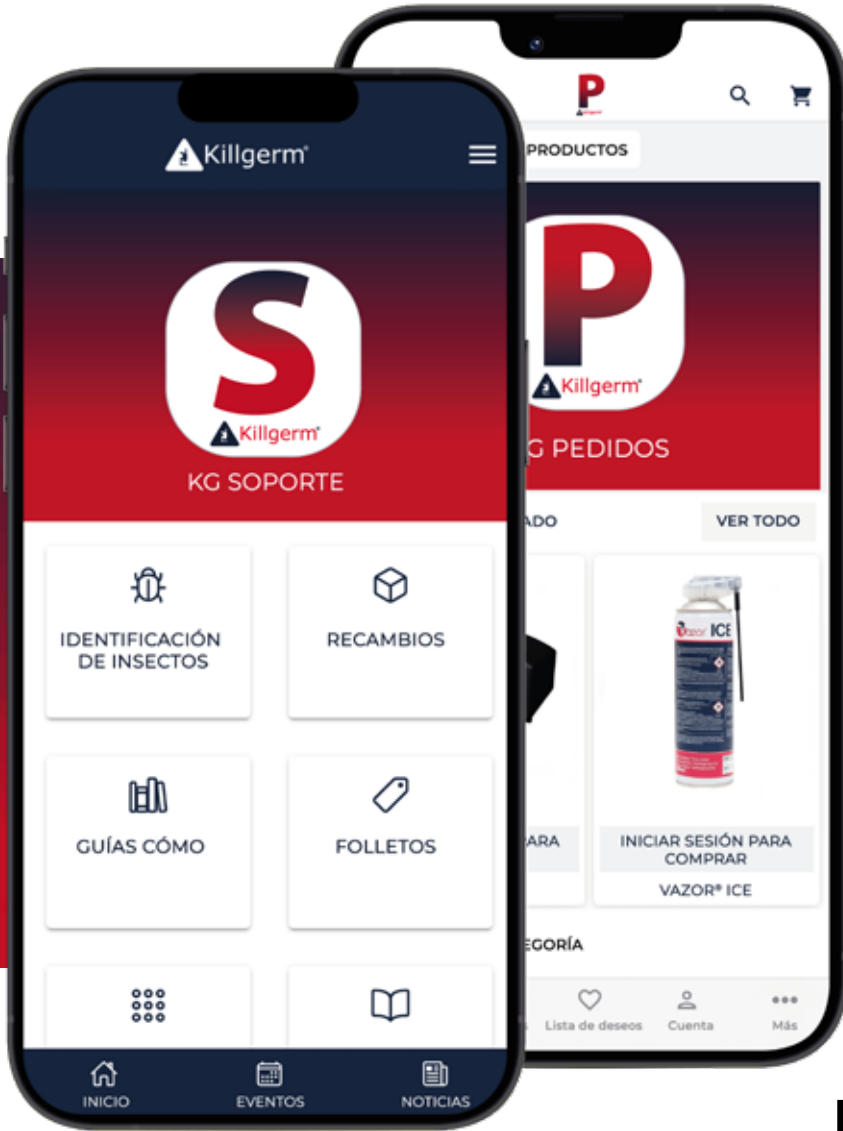 Killgerm®
S
Killgerm®
KG SOPORTE
IDENTIFICACIÓN
DE INSECTOS
RECAMBIOS
GUÍAS CÓMO
FOLLETOS
INICIO
EVENTOS
NOTICIAS
P
PRODUCTOS
P
Killgerm®
G PEDIDOS
ADO
VER TODO
Vazor ICE
ARA
INICIAR SESIÓN PARA
COMPRAR
VAZOR® ICE
EGORÍA
Lista de deseos
Cuenta
Más